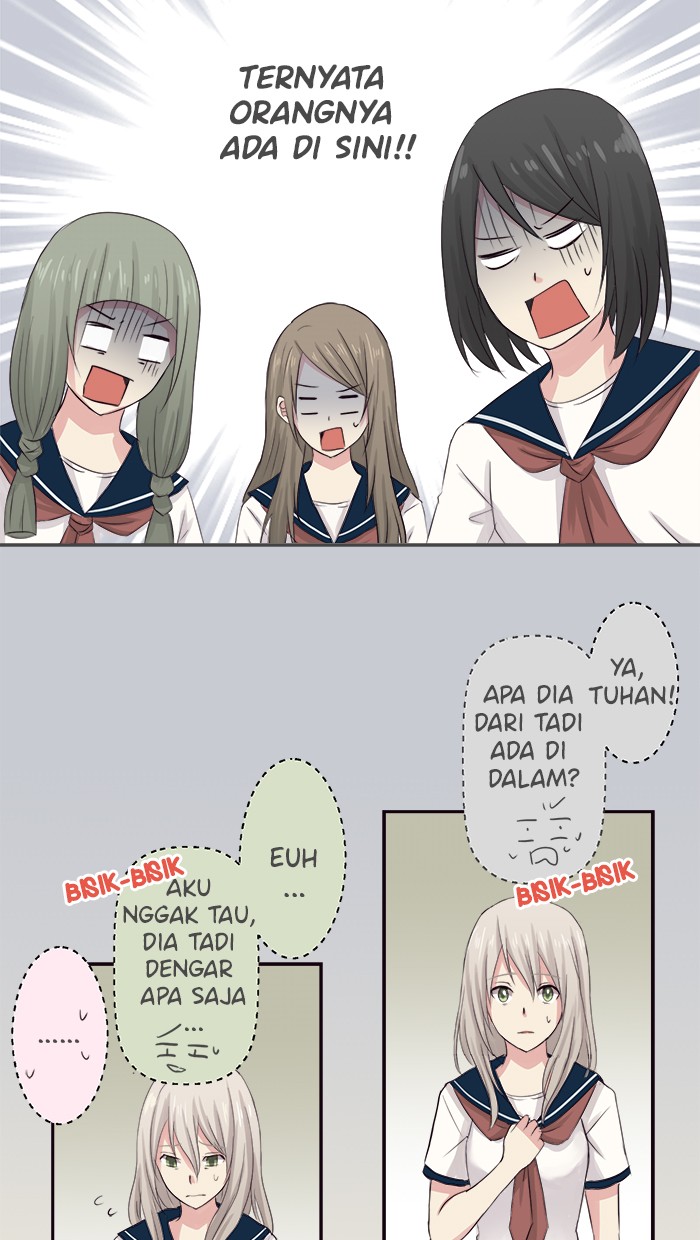 TERNYATA
ORANGNYA
ADA DI SINI!!
YA,
TUHAN!
APA DIA
DARI TADI
ADA DI
DALAM?
BISIK-BISIK
EUH
...
BISIK-BISIK
AKU
NGGAK TAU,
DIA TADI
DENGAR
APA SAJA
...
......